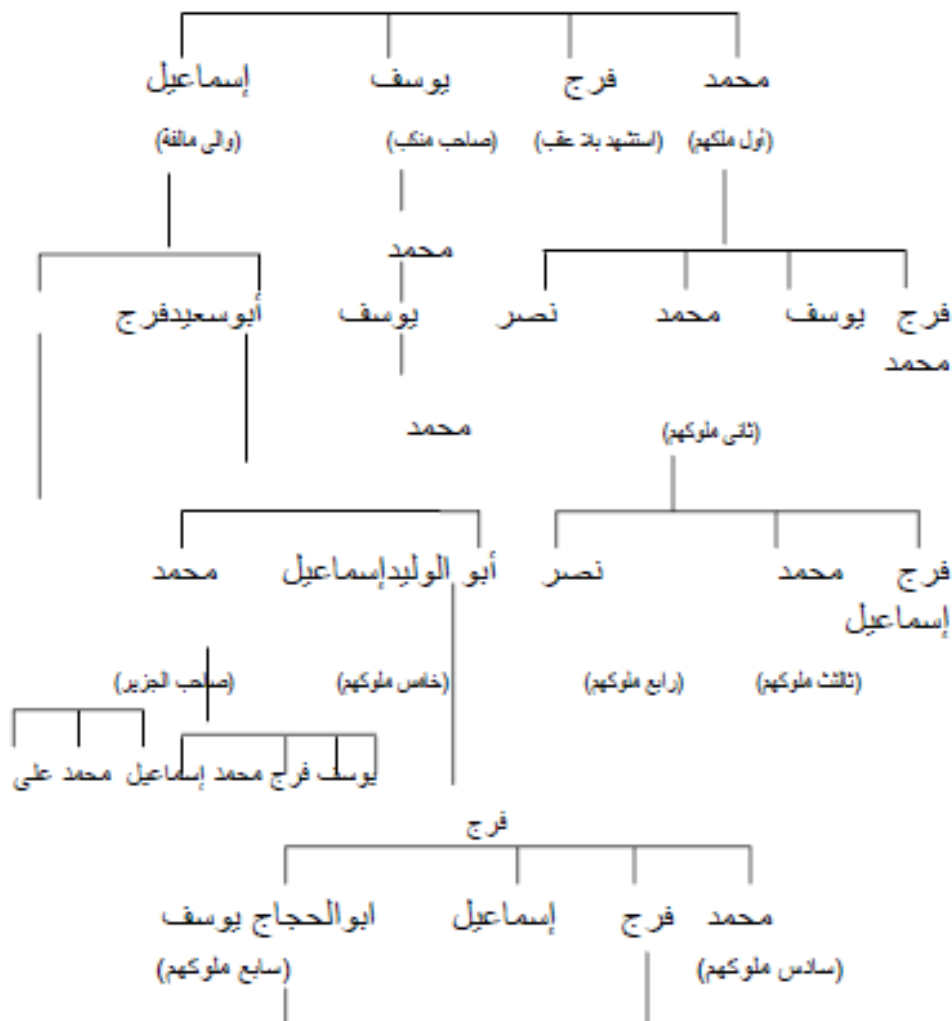 محمد فرج يوسف إسماعيل
(أول ملكهم) (استشهد بلا عقب) (صاحب منكب) (والى مالقة)
محمد
فرج يوسف محمد نصر يوسف أبوسعيدفرج
محمد
(ثانى ملوكهم) محمد
فرج محمد نصر أبو الوليدإسماعيل محمد
إسماعيل
(ثالثث ملوكهم) (رابع ملوكهم) (خامس ملوكهم) (صاحب الجزير)
يوسف فرج محمد إسماعيل محمد على
فرج
محمد فرج إسماعيل ابوالحجاج يوسف
(سادس ملوكهم) (سابع ملوكهم)